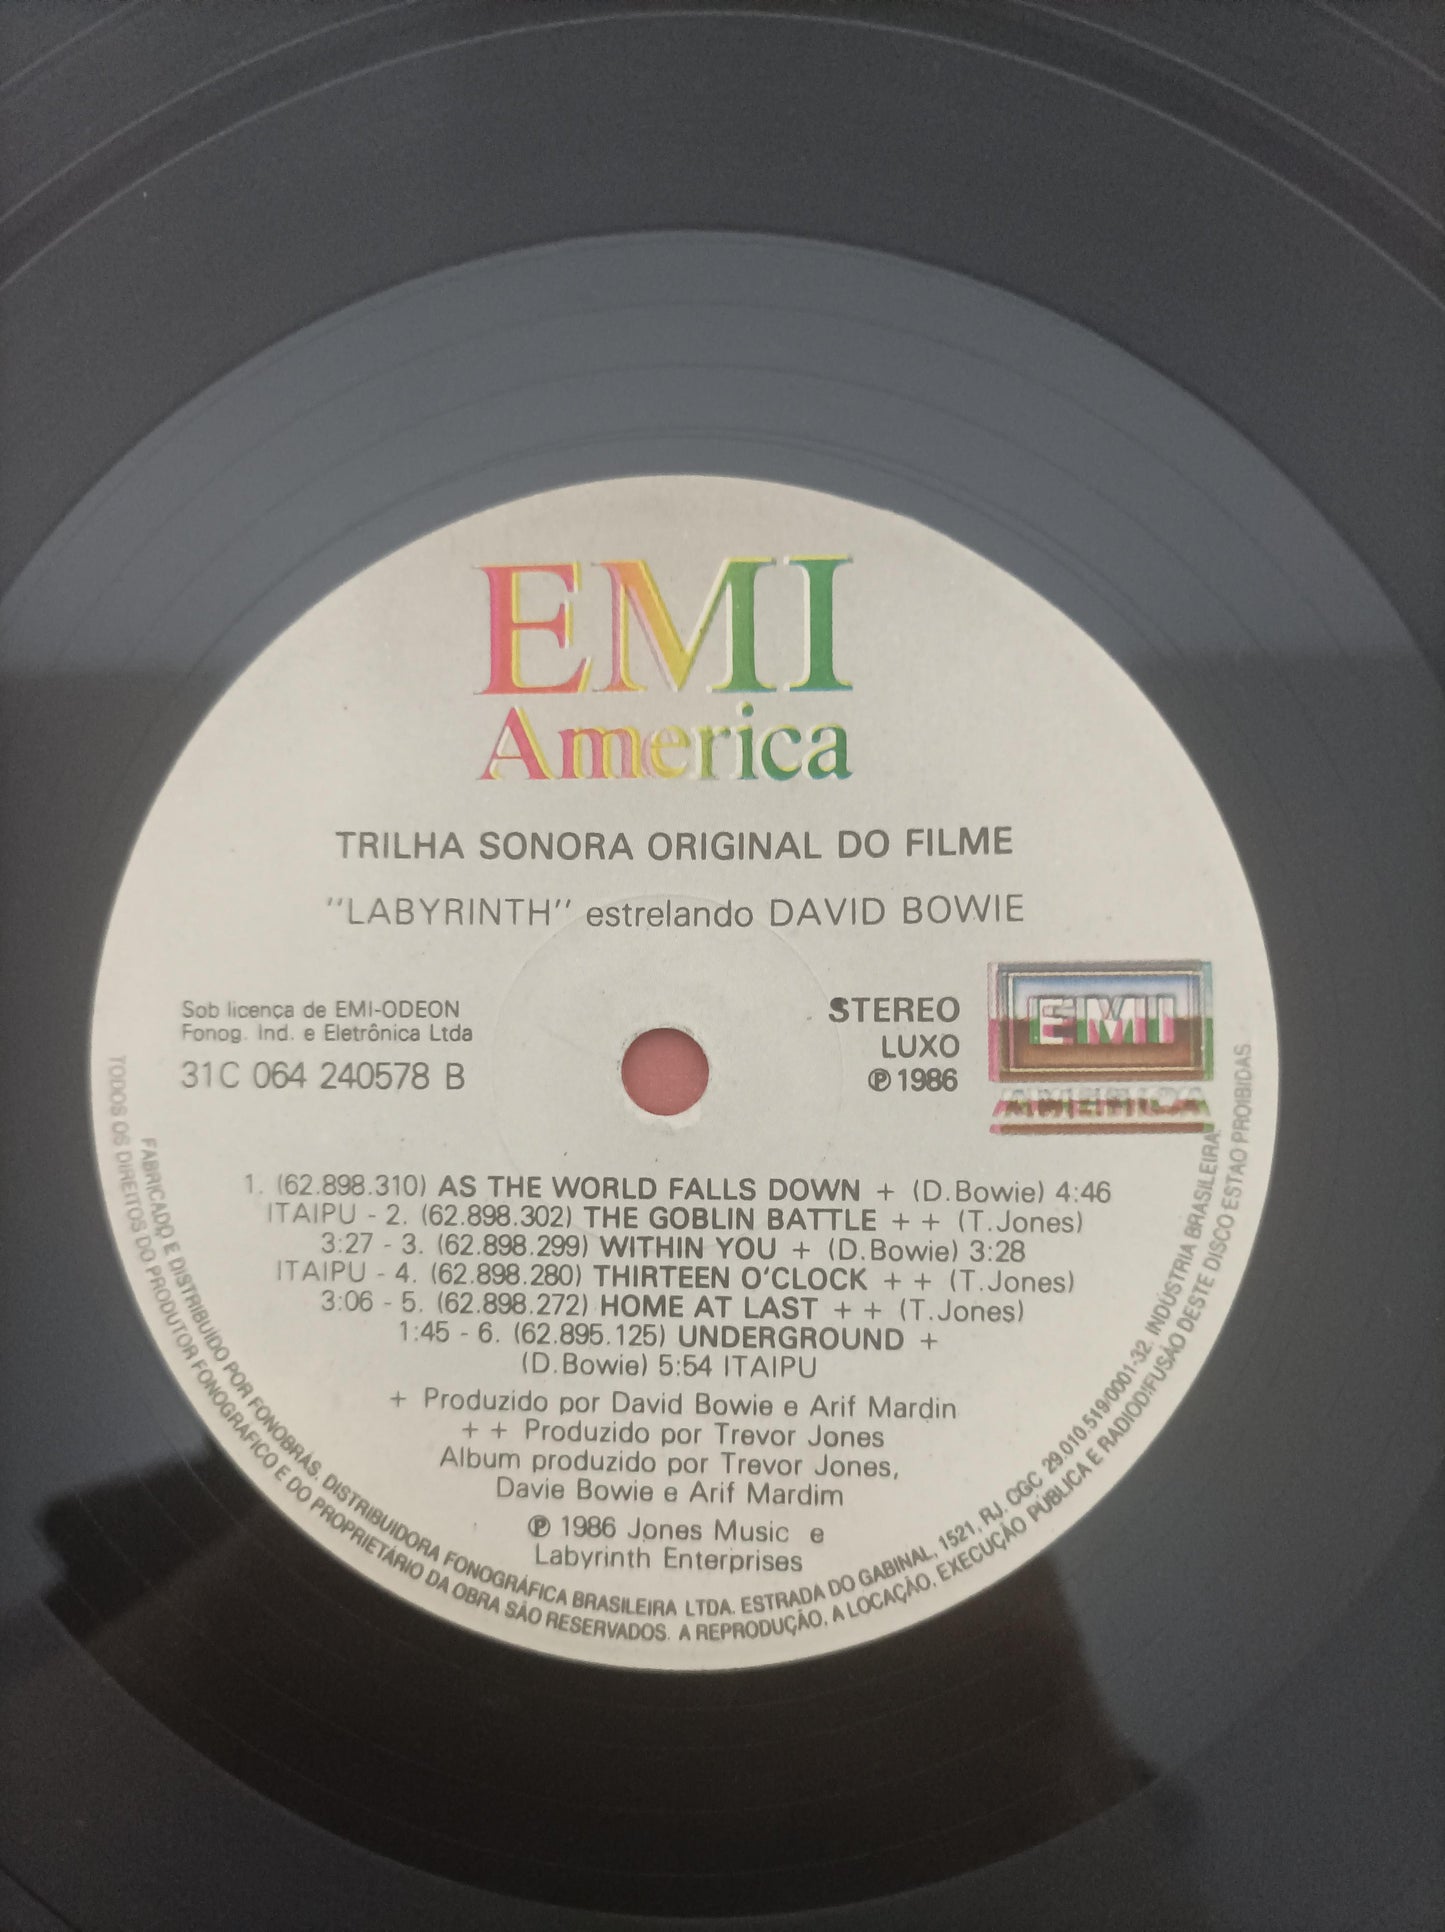 EMI
America
TRILHA SONORA ORIGINAL DO FILME
"LABYRINTH" estrelando DAVID BOWIE
Sob licença de EMI-ODEON
Fonog. Ind. e Eletrônica Ltda
31C 064 240578 B
STEREO
LUXO
℗ 1986
EMI
AMERICA
1. (62.898.310) AS THE WORLD FALLS DOWN + (D.Bowie) 4:46
ITAIPU - 2. (62.898.302) THE GOBLIN BATTLE + + (T.Jones)
3:27 - 3. (62.898.299) WITHIN YOU + (D.Bowie) 3:28
ITAIPU - 4. (62.898.280) THIRTEEN O'CLOCK + + (T.Jones)
3:06 - 5. (62.898.272) HOME AT LAST + + (T.Jones)
1:45 - 6. (62.895.125) UNDERGROUND +
(D.Bowie) 5:54 ITAIPU
+ Produzido por David Bowie e Arif Mardin
+ + Produzido por Trevor Jones
Album produzido por Trevor Jones,
Davie Bowie e Arif Mardim
℗ 1986 Jones Music e
Labyrinth Enterprises
FABRICADO E DISTRIBUIDO POR FONOBRÁS, DISTRIBUIDORA FONOGRÁFICA BRASILEIRA LTDA. ESTRADA DO GABINAL, 1521, RJ. CGC 29.010.519/0001-32. INDÚSTRIA BRASILEIRA.
TODOS OS DIREITOS DO PRODUTOR FONOGRAFICO E DO PROPRIETÁRIO DA OBRA SÃO RESERVADOS. A REPRODUÇÃO, A LOCAÇÃO, EXECUÇÃO PÚBLICA E RADIODIFUSÃO DESTE DISCO ESTAO PROIBIDAS